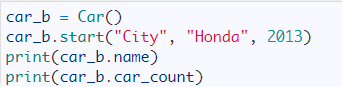 car_b = Car()
car_b.start("City", "Honda", 2013)
print(car_b.name)
print(car_b.car_count)